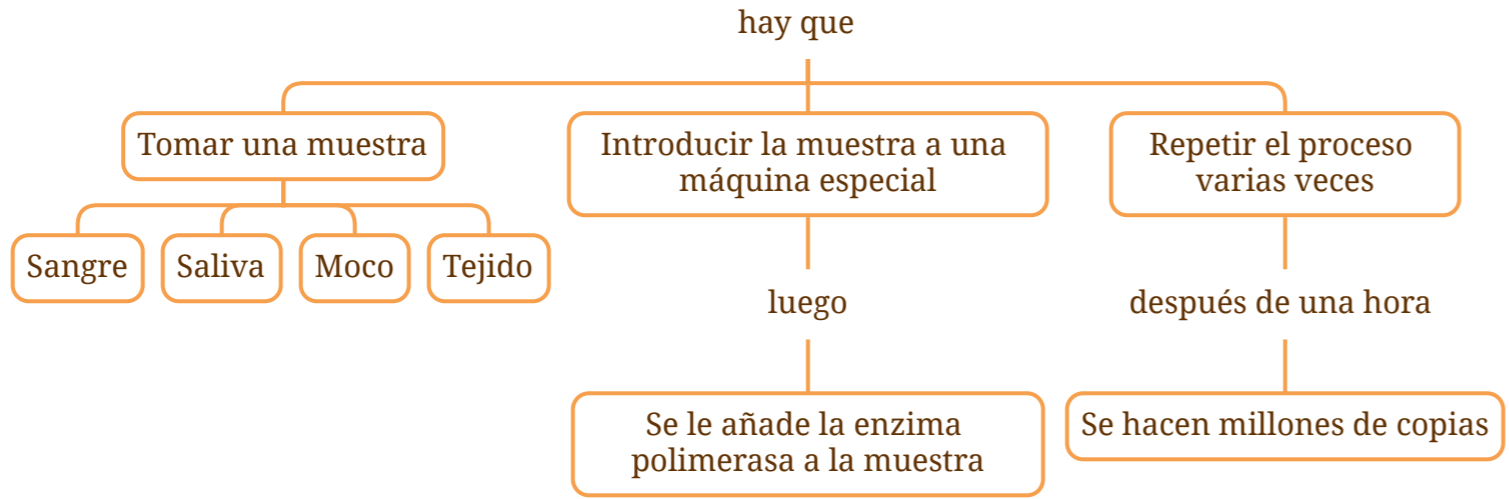 hay que
Tomar una muestra
Introducir la muestra a una
máquina especial
Repetir el proceso
varias veces
Sangre
Saliva
Moco
Tejido
luego
después de una hora
Se le añade la enzima
polimerasa a la muestra
Se hacen millones de copias